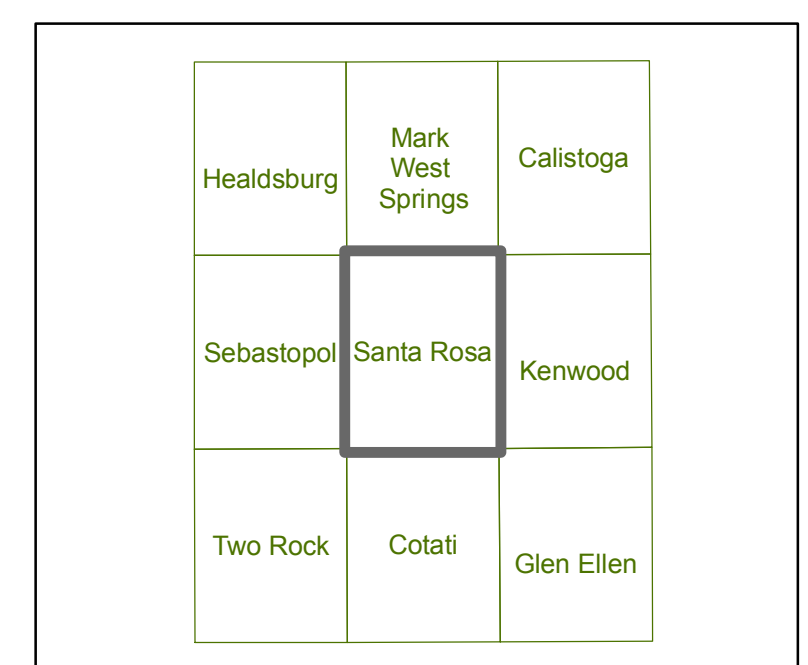 Healdsburg
Mark
West
Springs
Calistoga
Sebastopol
Santa Rosa
Kenwood
Two Rock
Cotati
Glen Ellen